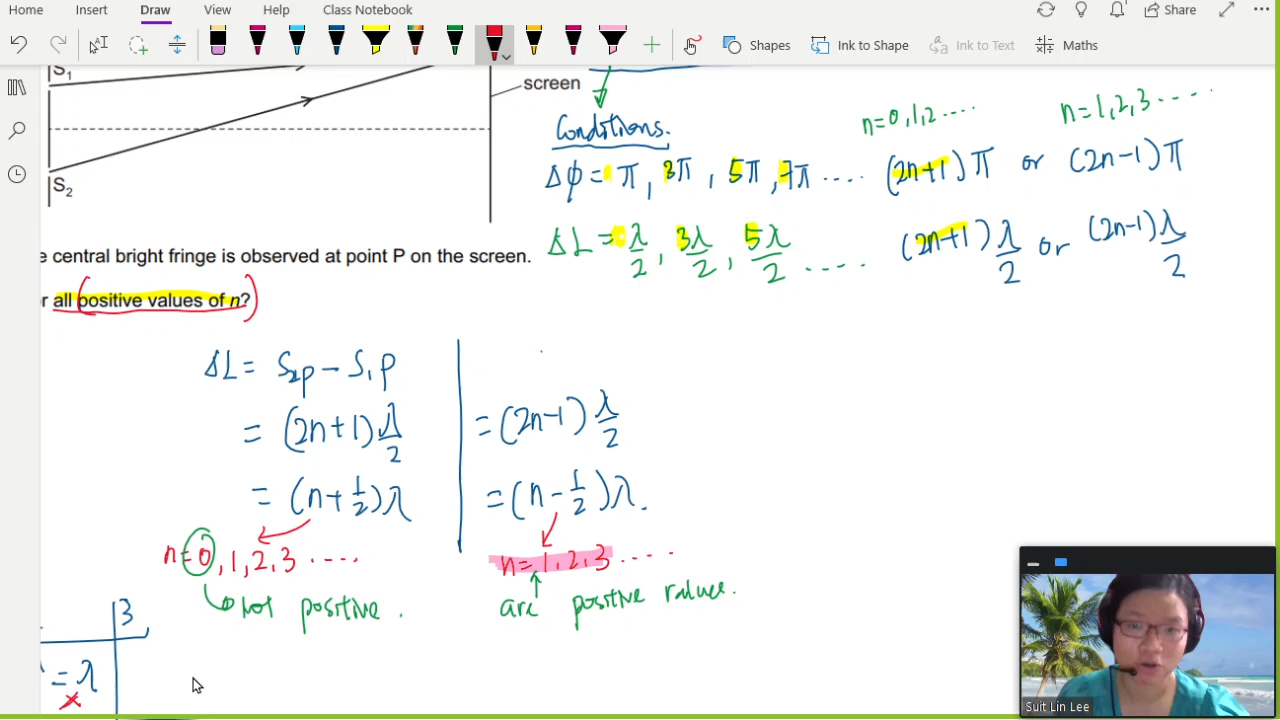 Home Insert Draw View Help Class Notebook Share
Shapes Ink to Shape Ink to Text Maths
S1
screen
S2
e central bright fringe is observed at point P on the screen.
r all positive values of n?
Conditions.
n=0,1,2....
n=1,2,3.....
Δφ = π, 3π, 5π, 7π .... (2n+1)π or (2n-1)π
ΔL = λ/2, 3λ/2, 5λ/2 .... (2n+1)λ/2 or (2n-1)λ/2
ΔL = S2P - S1P
= (2n+1)λ/2
= (2n-1)λ/2
= (n+1/2)λ
= (n-1/2)λ.
n=0,1,2,3 ....
n=1,2,3 ....
Not positive.
are positive values.
3
= λ
Suit Lin Lee